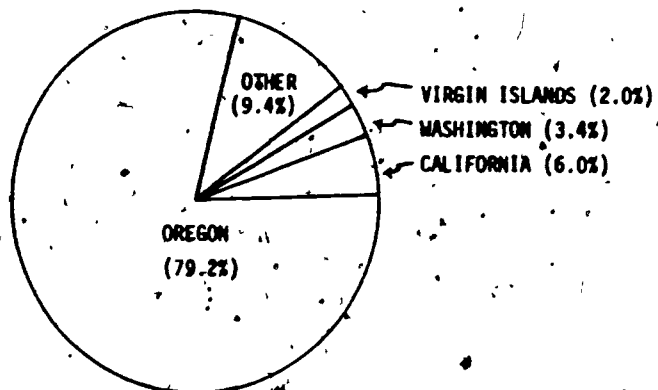 OTHER
(9.4%)
VIRGIN ISLANDS (2.0%)
WASHINGTON (3.4%)
CALIFORNIA (6.0%)
OREGON
(79.2%)